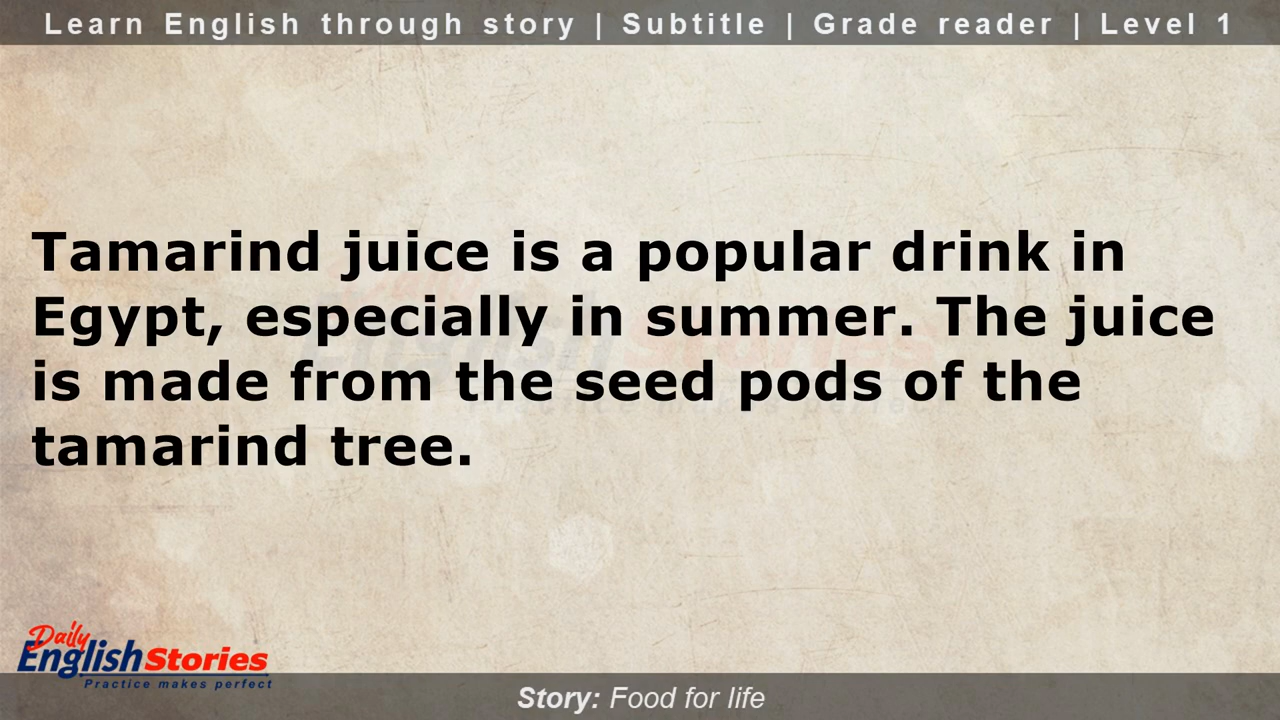 Learn English through story | Subtitle | Grade reader | Level 1
Tamarind juice is a popular drink in
Egypt, especially in summer. The juice
is made from the seed pods of the
tamarind tree.
Daily
English Stories
Practice makes perfect
Story: Food for life